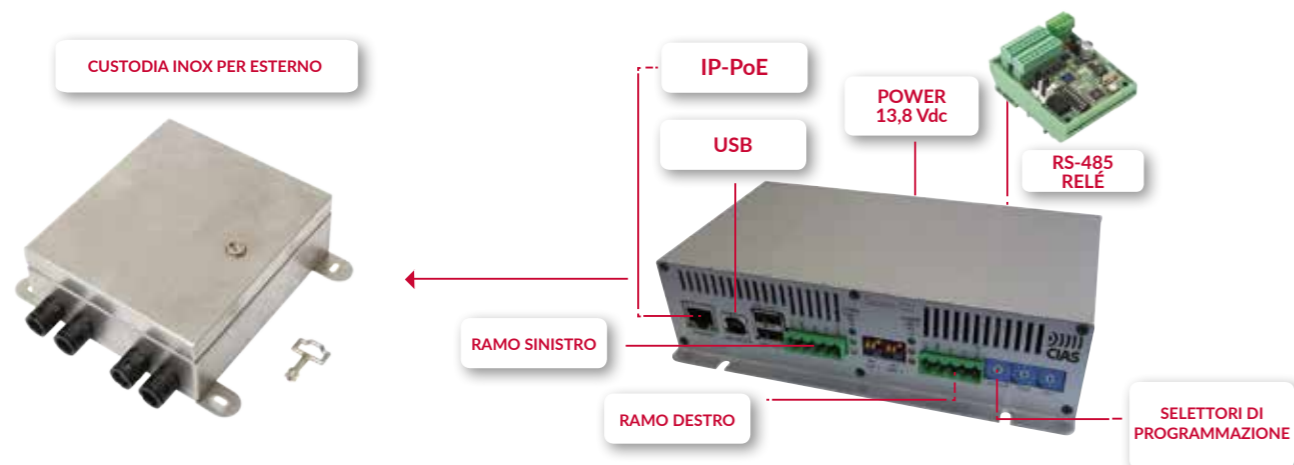 CUSTODIA INOX PER ESTERNO
IP-PoE
USB
POWER
13,8 Vdc
RS-485
RELÉ
RAMO SINISTRO
RAMO DESTRO
SELETTORI DI
PROGRAMMAZIONE
CIAS